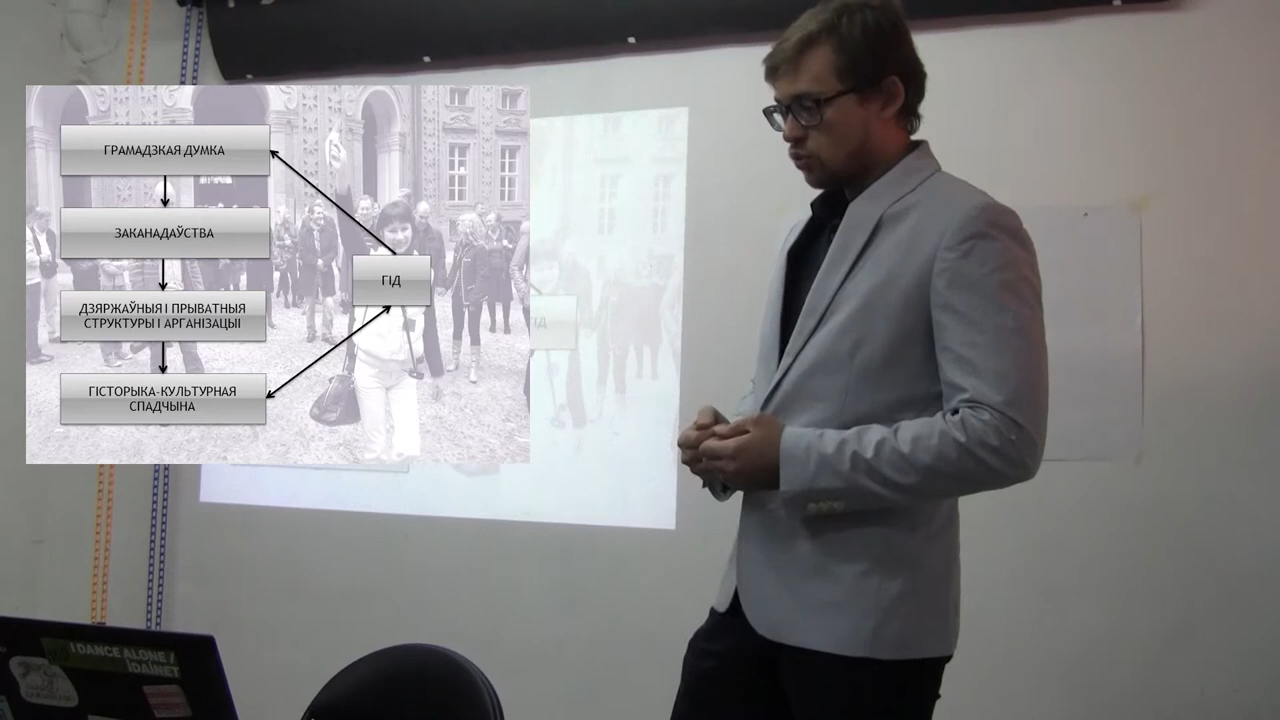 ГРАМАДЗКАЯ ДУМКА
ЗАКАНАДАЎСТВА
ГІД
ДЗЯРЖАЎНЫЯ І ПРЫВАТНЫЯ
СТРУКТУРЫ І АРГАНІЗАЦЫІ
ГІСТОРЫКА-КУЛЬТУРНАЯ
СПАДЧЫНА
I DANCE ALONE /
IDAINET